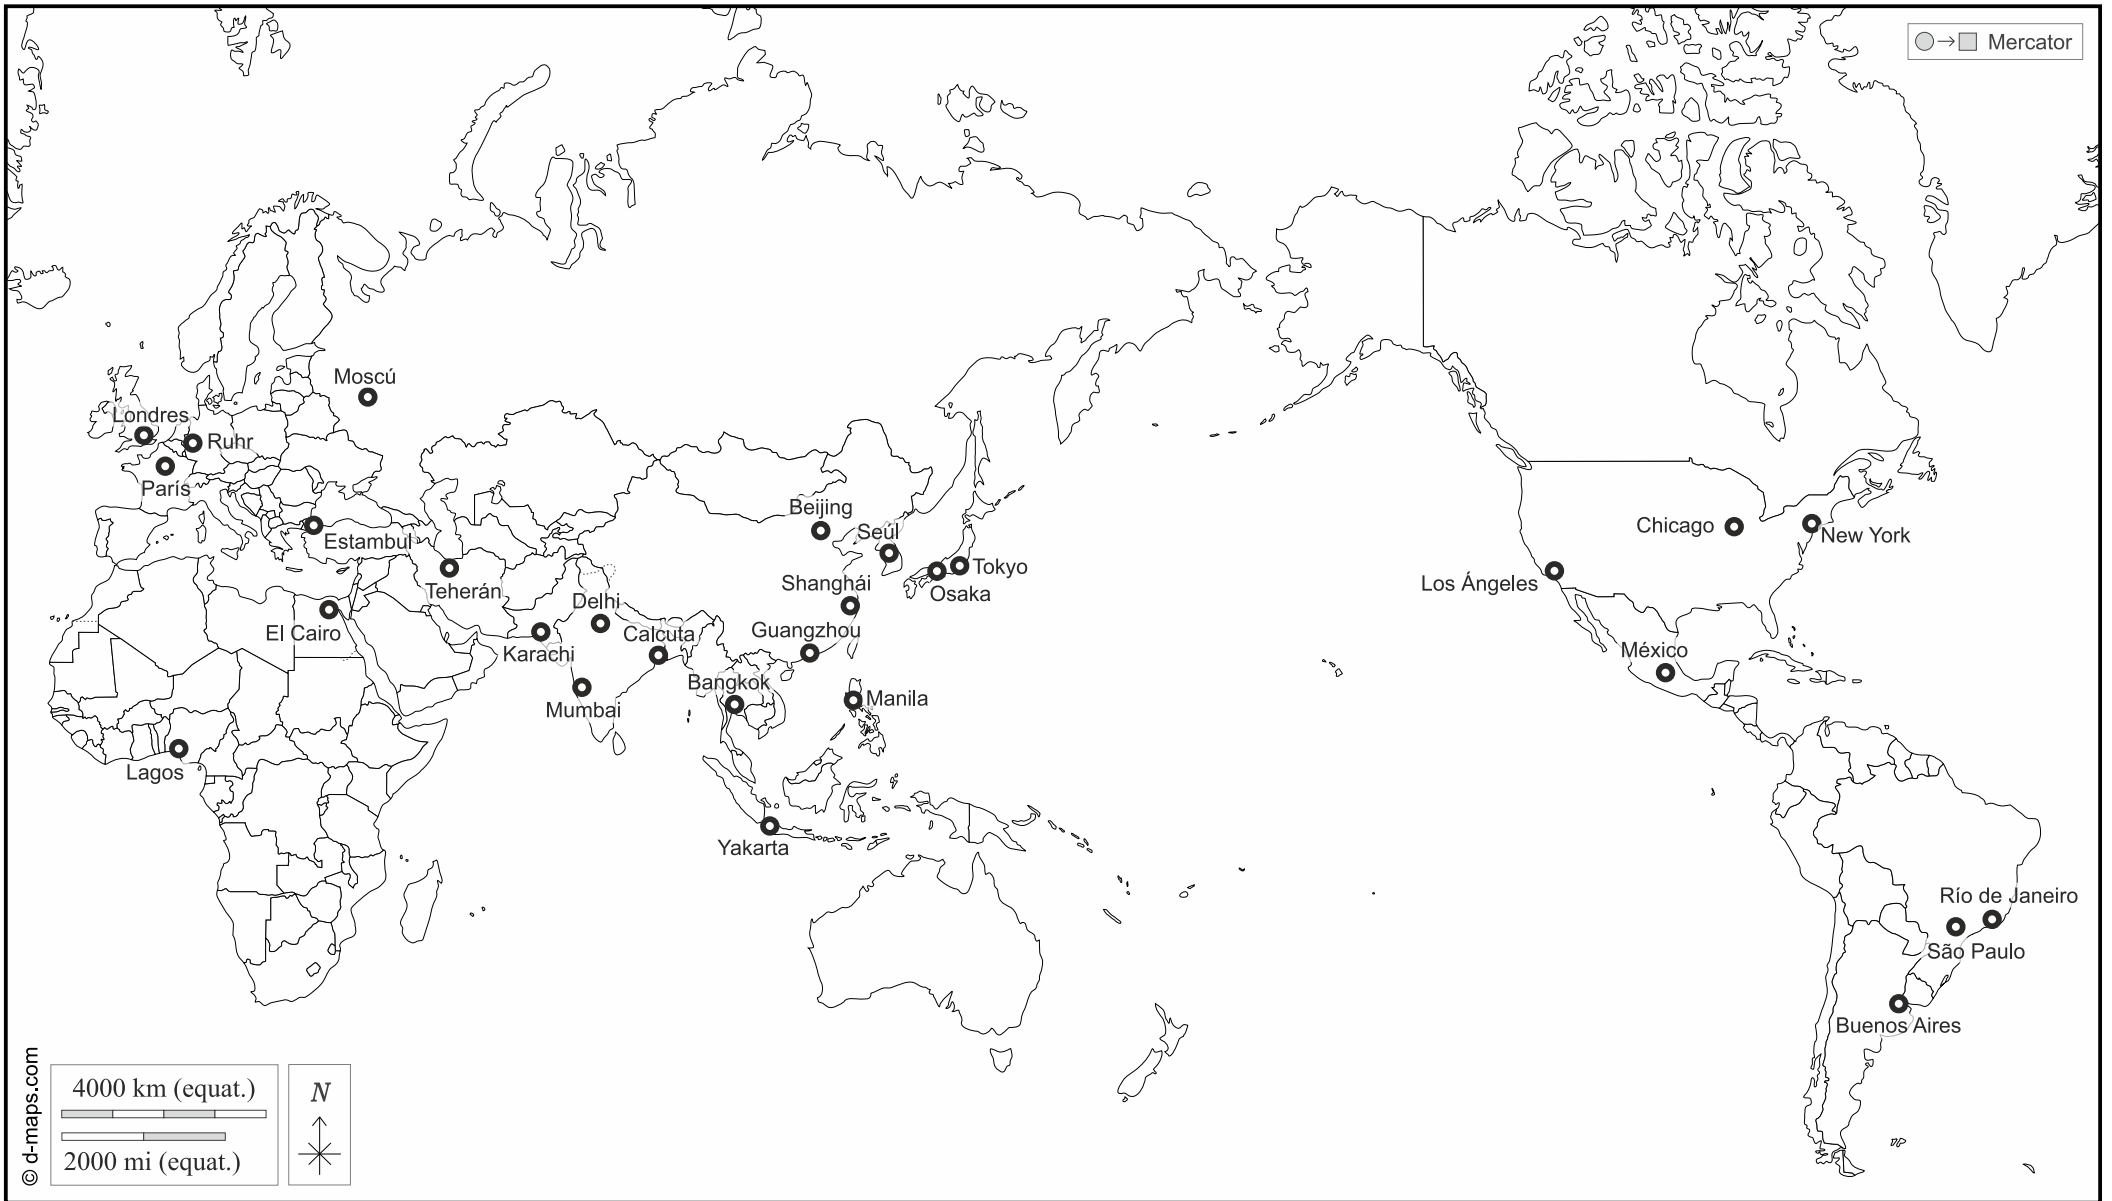 Mercator
Moscú
Londres
Ruhr
París
Beijing
Seúl
Chicago
New York
Estambul
Tokyo
Shanghái
Los Ángeles
Teherán
Osaka
Delhi
El Cairo
Calcuta
Guangzhou
Karachi
México
Bangkok
Manila
Mumbai
Lagos
Yakarta
Río de Janeiro
São Paulo
Buenos Aires
© d-maps.com
4000 km (equat.)
2000 mi (equat.)
N